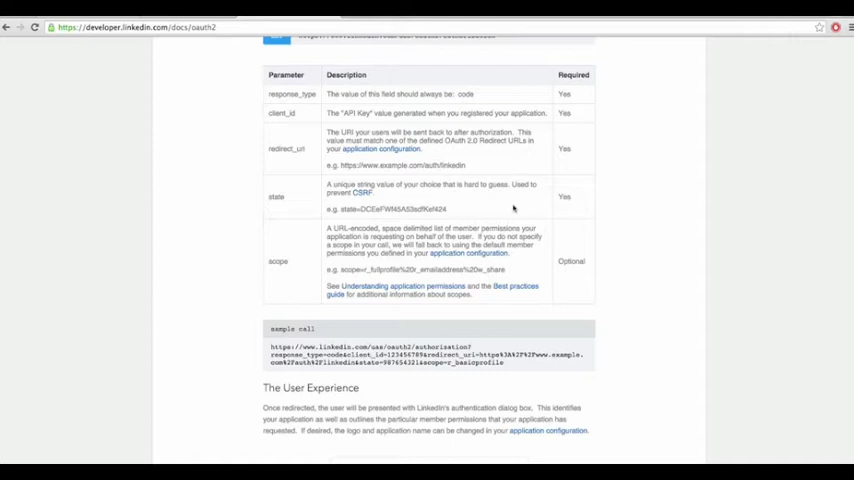 https://developer.linkedin.com/docs/oauth2
Parameter Description Required
response_type The value of this field should always be: code Yes
client_id The "API Key" value generated when you registered your application. Yes
The URI your users will be sent back to after authorization. This
value must match one of the defined OAuth 2.0 Redirect URLs in
redirect_uri your application configuration. Yes
e.g. https://www.example.com/auth/linkedin
A unique string value of your choice that is hard to guess. Used to
prevent CSRF.
state Yes
e.g. state=DCEeFWf45A53sdfKef424
A URL-encoded, space delimited list of member permissions your
application is requesting on behalf of the user. If you do not specify
a scope in your call, we will fall back to using the default member
permissions you defined in your application configuration.
scope Optional
e.g. scope=r_fullprofile%20r_emailaddress%20w_share
See Understanding application permissions and the Best practices
guide for additional information about scopes.
sample call
https://www.linkedin.com/uas/oauth2/authorization?
response_type=code&client_id=123456789&redirect_uri=https%3A%2F%2Fwww.example.
com%2Fauth%2Flinkedin&state=987654321&scope=r_basicprofile
The User Experience
Once redirected, the user will be presented with LinkedIn's authentication dialog box. This identifies
your application as well as outlines the particular member permissions that your application has
requested. If desired, the logo and application name can be changed in your application configuration.